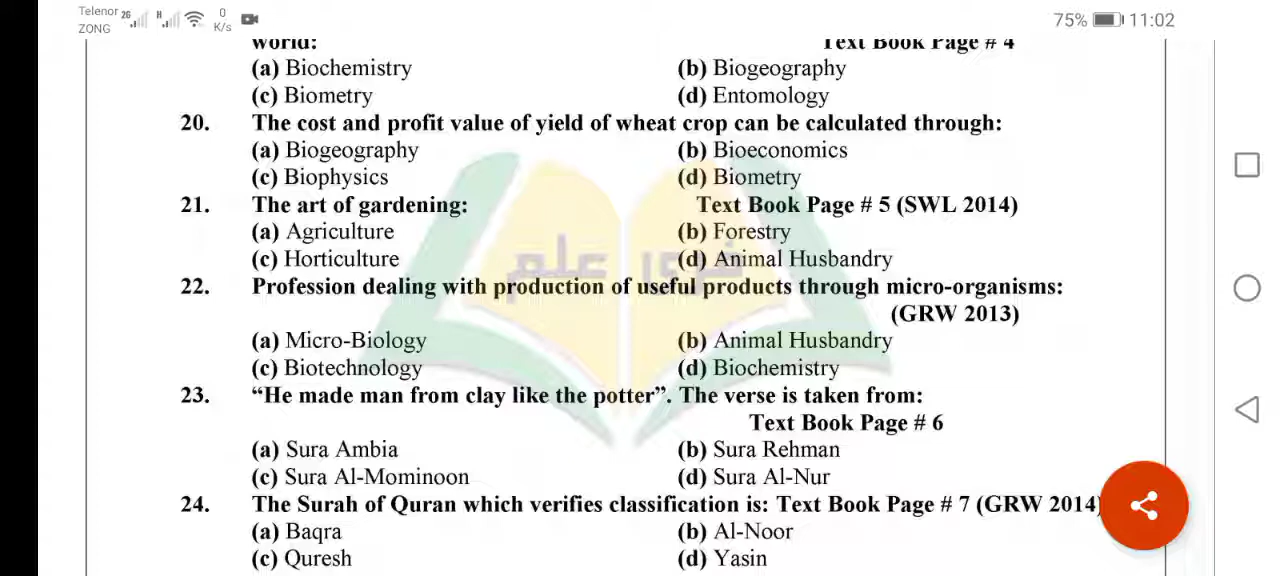 Telenor 2G H 0 75% 11:02
ZONG K/s
world: Text Book Page # 4
(a) Biochemistry (b) Biogeography
(c) Biometry (d) Entomology
20. The cost and profit value of yield of wheat crop can be calculated through:
(a) Biogeography (b) Bioeconomics
(c) Biophysics (d) Biometry
21. The art of gardening: Text Book Page # 5 (SWL 2014)
(a) Agriculture (b) Forestry
(c) Horticulture (d) Animal Husbandry
22. Profession dealing with production of useful products through micro-organisms:
(GRW 2013)
(a) Micro-Biology (b) Animal Husbandry
(c) Biotechnology (d) Biochemistry
23. “He made man from clay like the potter”. The verse is taken from:
Text Book Page # 6
(a) Sura Ambia (b) Sura Rehman
(c) Sura Al-Mominoon (d) Sura Al-Nur
24. The Surah of Quran which verifies classification is: Text Book Page # 7 (GRW 2014)
(a) Baqra (b) Al-Noor
(c) Quresh (d) Yasin